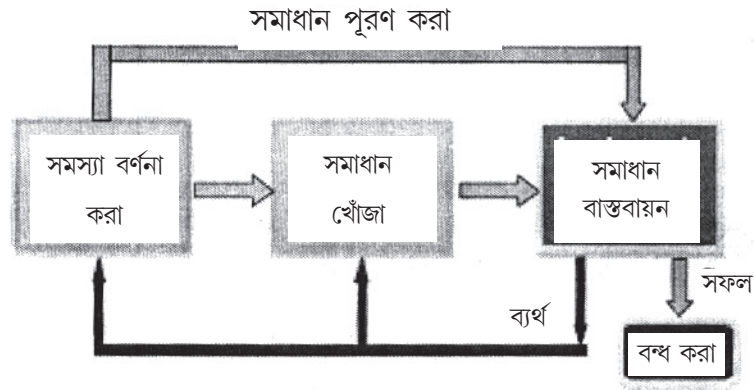 সমাধান পূরণ করা
সমস্যা বর্ণনা
করা
সমাধান
খোঁজা
সমাধান
বাস্তবায়ন
সফল
ব্যর্থ
বন্ধ করা